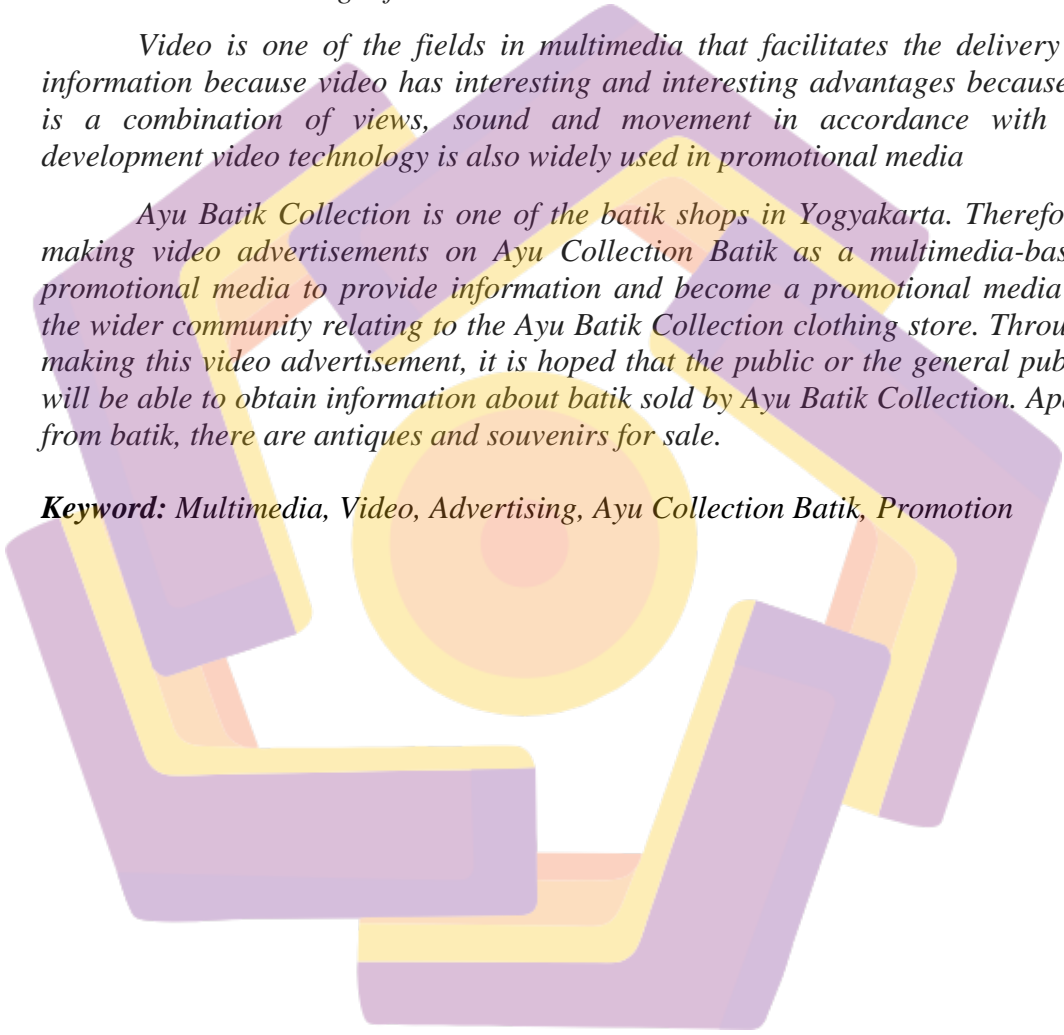 Video is one of the fields in multimedia that facilitates the delivery
information because video has interesting and interesting advantages because
is a combination of views, sound and movement in accordance with
development video technology is also widely used in promotional media
Ayu Batik Collection is one of the batik shops in Yogyakarta.
making video advertisements on Ayu Collection Batik as a
promotional media to provide information and become a promotional media
the wider community relating to the Ayu Batik Collection clothing store.
making this video advertisement, it is hoped that the public or the general
will be able to obtain information about batik sold by Ayu Batik Collection.
from batik, there are antiques and souvenirs for sale.
Keyword: Multimedia, Video, Advertising, Ayu Collection Batik, Promotion